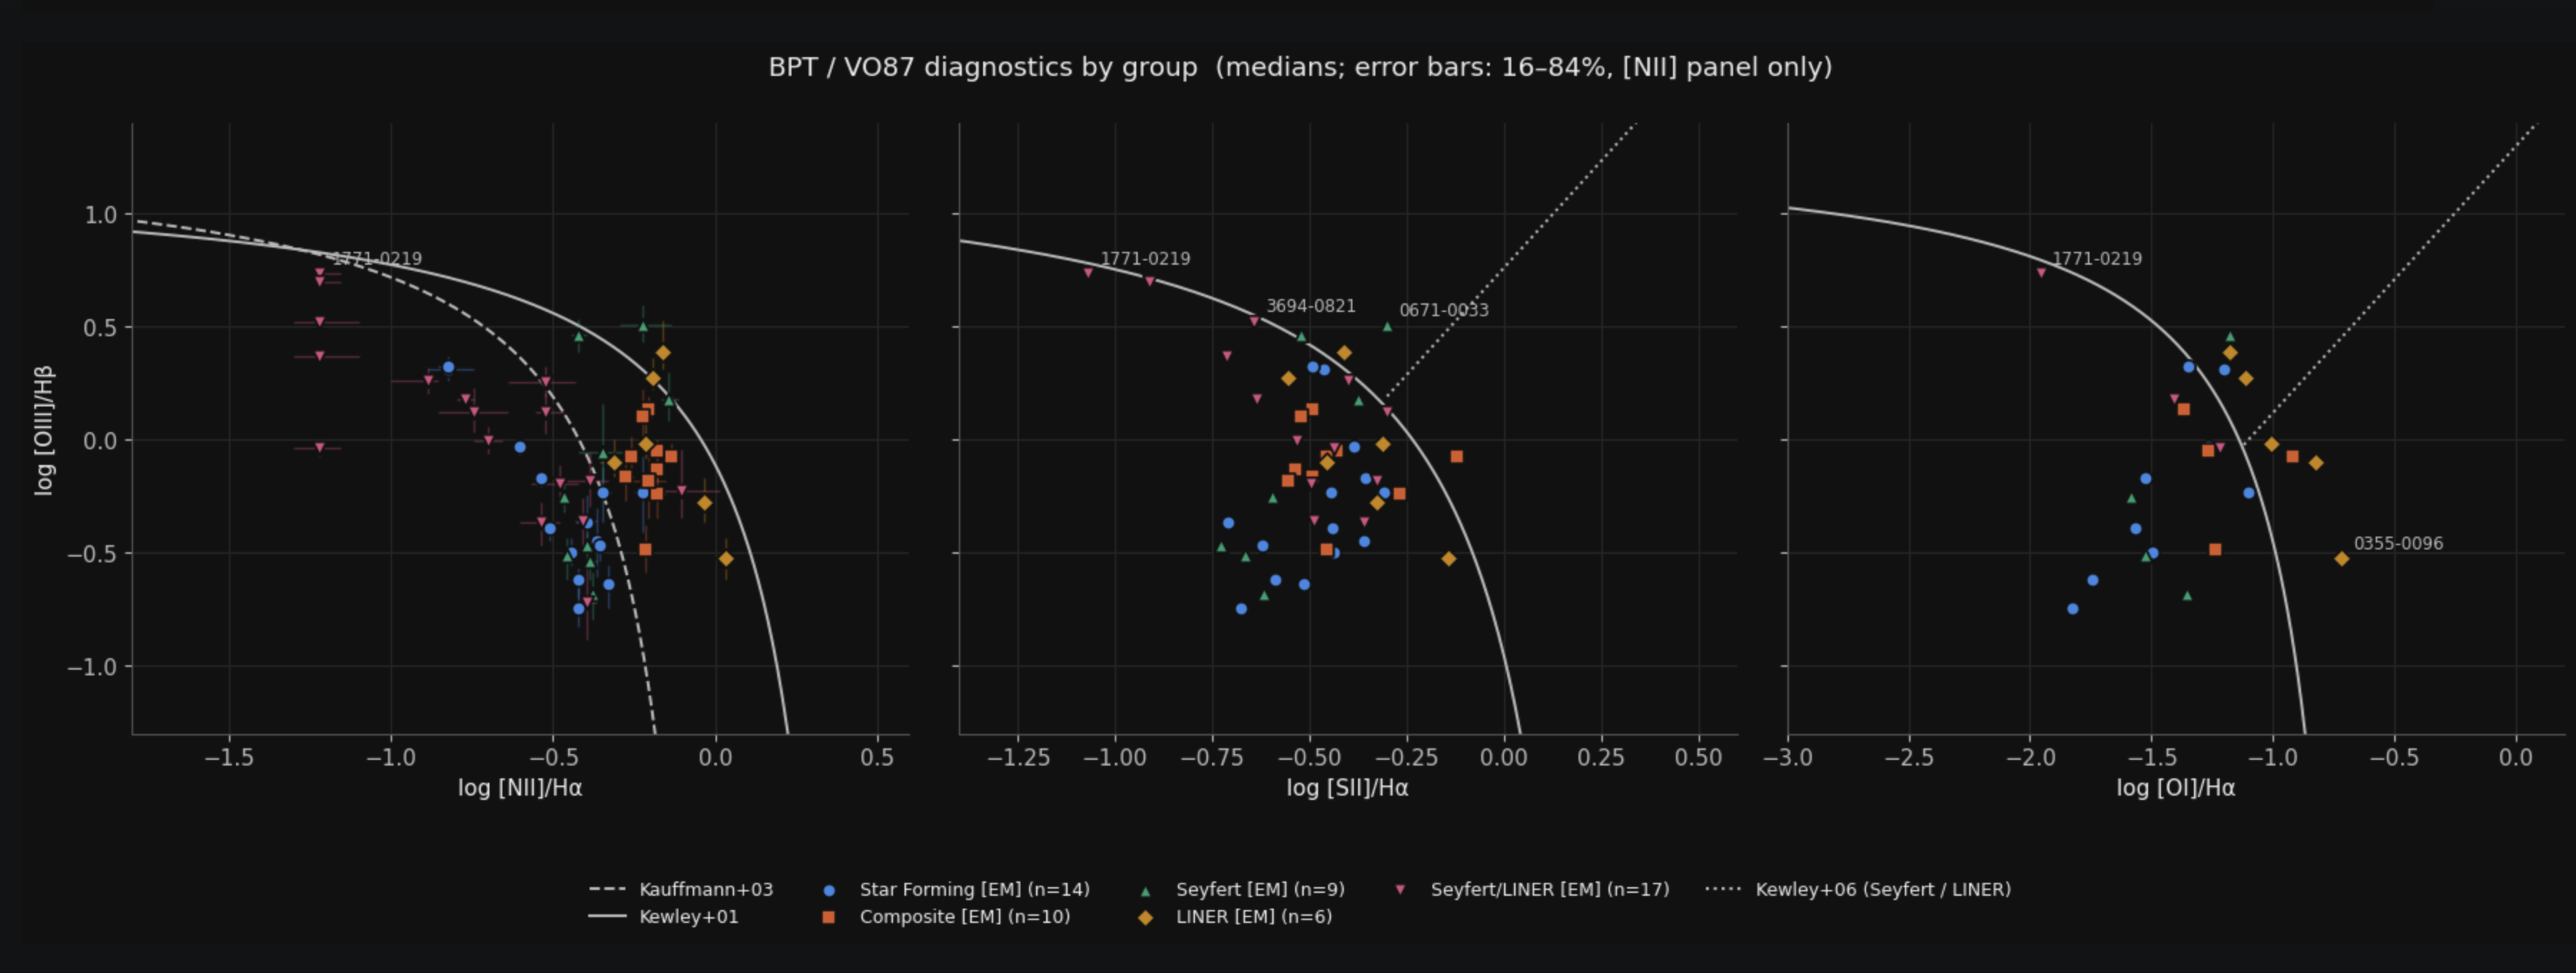 BPT / VO87 diagnostics by group  (medians; error bars: 16–84%, [NII] panel only)
log [OIII]/Hβ
1.0
0.5
0.0
−0.5
−1.0
1771-0219
−1.5
−1.0
−0.5
0.0
0.5
log [NII]/Hα
1771-0219
3694-0821
0671-0033
−1.25
−1.00
−0.75
−0.50
−0.25
0.00
0.25
0.50
log [SII]/Hα
1771-0219
0355-0096
−3.0
−2.5
−2.0
−1.5
−1.0
−0.5
0.0
log [OI]/Hα
Kauffmann+03
Kewley+01
Star Forming [EM] (n=14)
Composite [EM] (n=10)
Seyfert [EM] (n=9)
LINER [EM] (n=6)
Seyfert/LINER [EM] (n=17)
Kewley+06 (Seyfert / LINER)